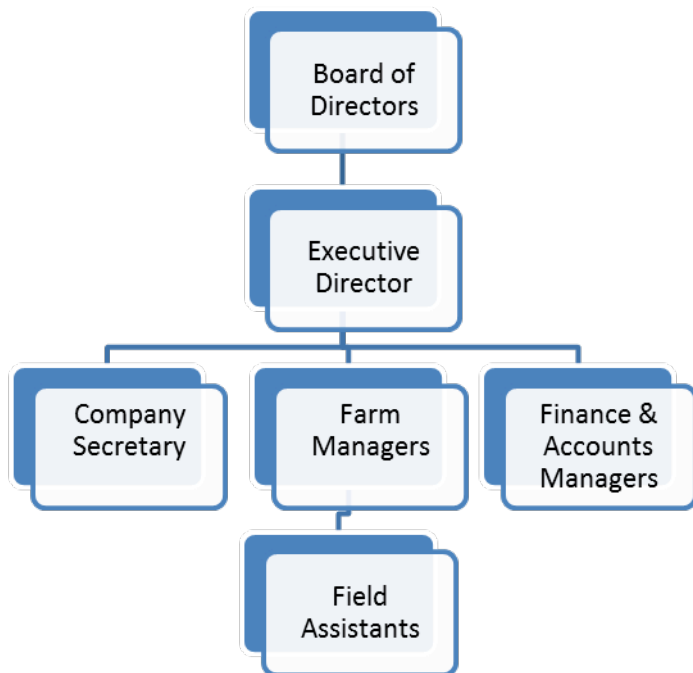 Board of
Directors
Executive
Director
Company
Secretary
Farm
Managers
Finance &
Accounts
Managers
Field
Assistants